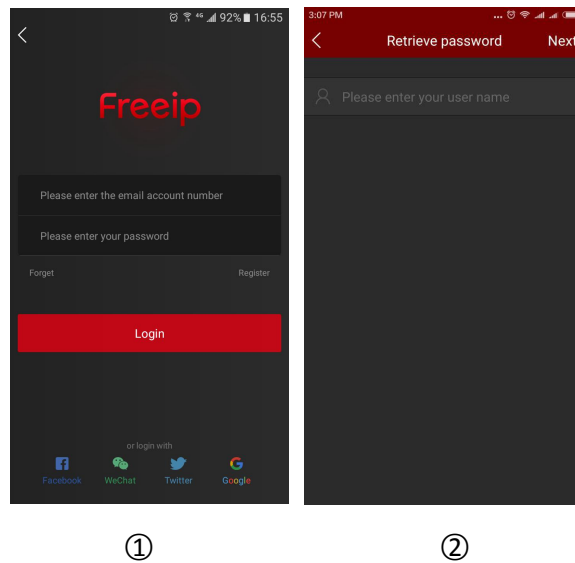 92% 16:55
Freeip
Please enter the email account number
Please enter your password
Forget Register
Login
or login with
Facebook WeChat Twitter Google
①
3:07 PM
Retrieve password Next
Please enter your user name
②